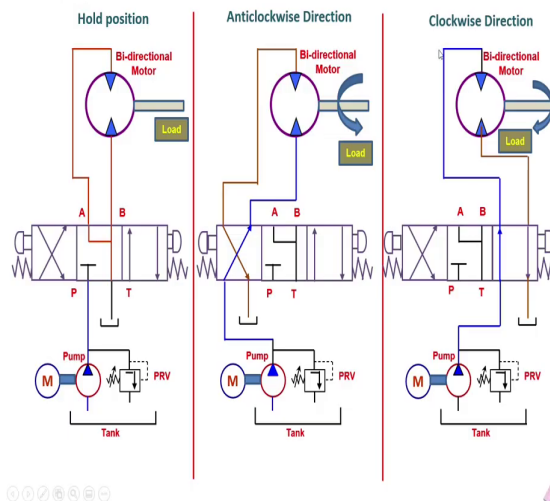 Hold position
Bi-directional
Motor
Load
A
B
P
T
Pump
M
PRV
Tank
Anticlockwise Direction
Bi-directional
Motor
Load
A
B
P
T
Pump
M
PRV
Tank
Clockwise Direction
Bi-directional
Motor
Load
A
B
P
T
Pump
M
PRV
Tank